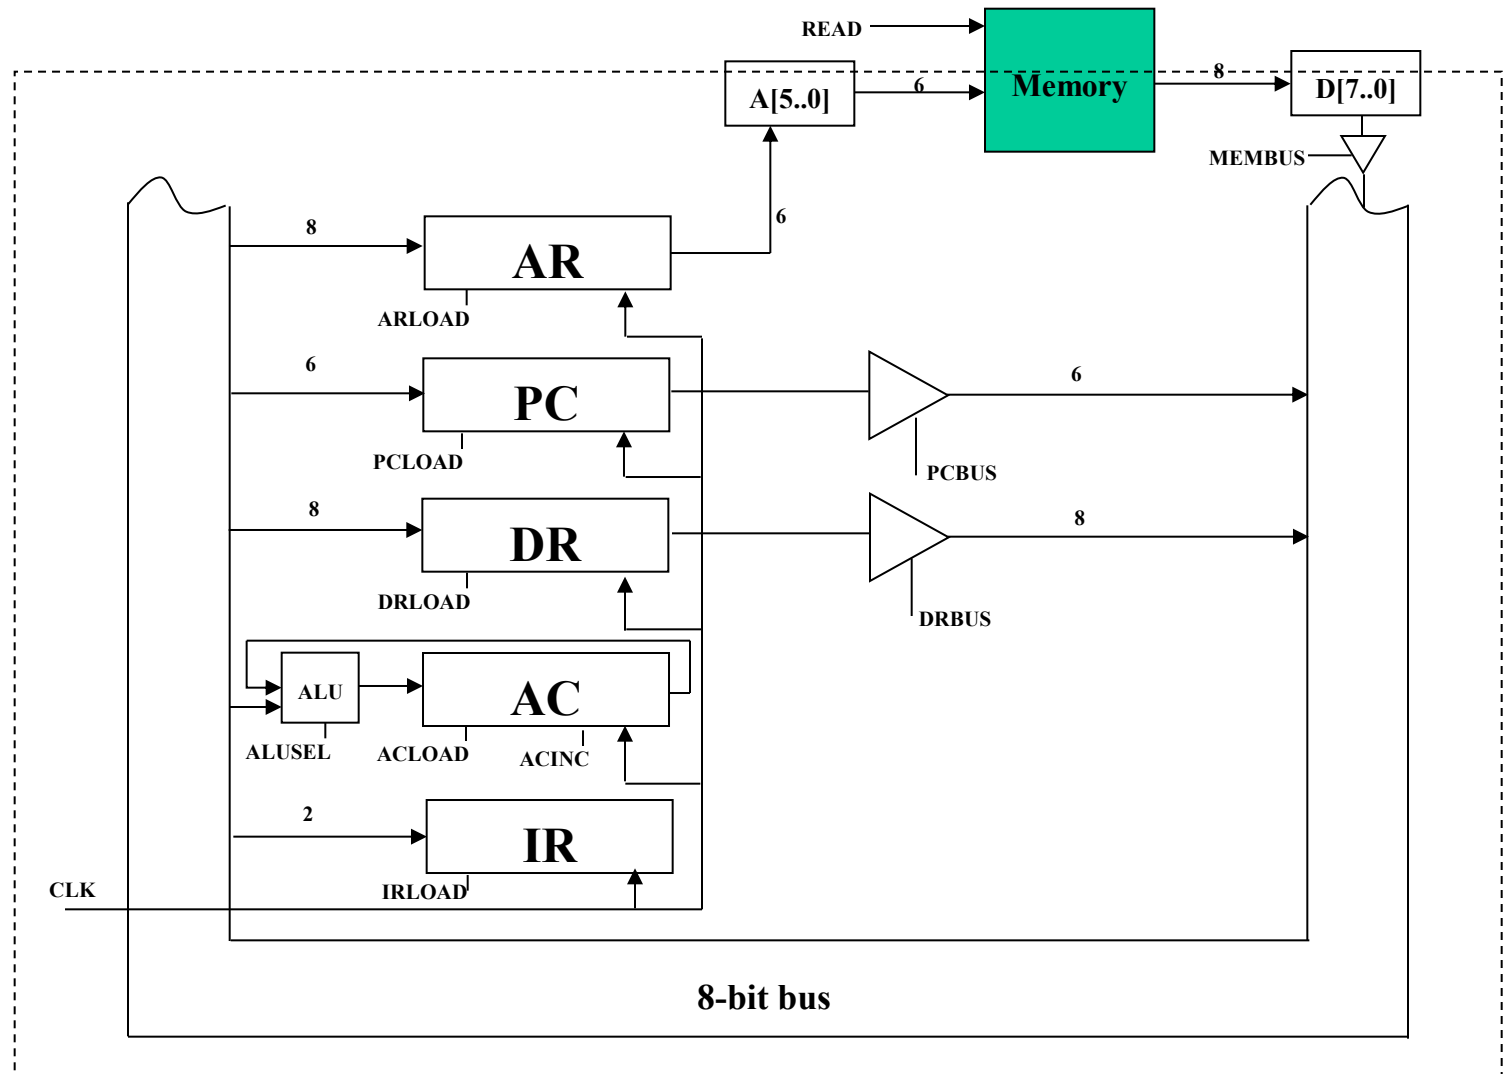 READ
Memory
A[5..0]
6
8
D[7..0]
MEMBUS
8
AR
6
ARLOAD
6
PC
6
PCLOAD
PCBUS
8
DR
8
DRLOAD
DRBUS
ALU
AC
ALUSEL
ACLOAD
ACINC
2
IR
CLK
IRLOAD
8-bit bus